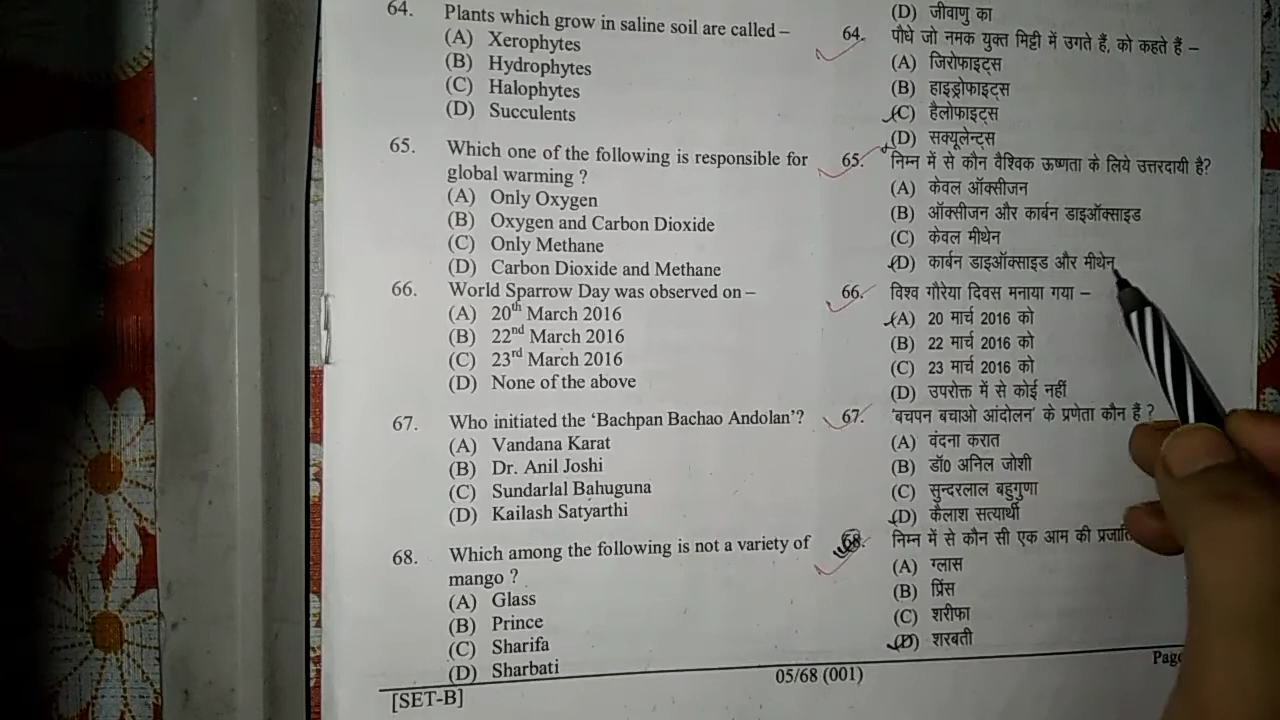 64. Plants which grow in saline soil are called –
(A) Xerophytes
(B) Hydrophytes
(C) Halophytes
(D) Succulents
65. Which one of the following is responsible for
global warming ?
(A) Only Oxygen
(B) Oxygen and Carbon Dioxide
(C) Only Methane
(D) Carbon Dioxide and Methane
66. World Sparrow Day was observed on –
(A) 20th March 2016
(B) 22nd March 2016
(C) 23rd March 2016
(D) None of the above
67. Who initiated the ‘Bachpan Bachao Andolan’?
(A) Vandana Karat
(B) Dr. Anil Joshi
(C) Sundarlal Bahuguna
(D) Kailash Satyarthi
68. Which among the following is not a variety of
mango ?
(A) Glass
(B) Prince
(C) Sharifa
(D) Sharbati
(D) जीवाणु का
64. पौधे जो नमक युक्त मिट्टी में उगते हैं, को कहते हैं –
(A) जिरोफाइट्स
(B) हाइड्रोफाइट्स
(C) हैलोफाइट्स
(D) सक्यूलेन्ट्स
65. निम्न में से कौन वैश्विक ऊष्णता के लिये उत्तरदायी है?
(A) केवल ऑक्सीजन
(B) ऑक्सीजन और कार्बन डाइऑक्साइड
(C) केवल मीथेन
(D) कार्बन डाइऑक्साइड और मीथेन
66. विश्व गौरेया दिवस मनाया गया –
(A) 20 मार्च 2016 को
(B) 22 मार्च 2016 को
(C) 23 मार्च 2016 को
(D) उपरोक्त में से कोई नहीं
67. ‘बचपन बचाओ आंदोलन’ के प्रणेता कौन हैं ?
(A) वंदना करात
(B) डॉ0 अनिल जोशी
(C) सुन्दरलाल बहुगुणा
(D) कैलाश सत्यार्थी
68. निम्न में से कौन सी एक आम की
(A) ग्लास
(B) प्रिंस
(C) शरीफा
(D) शरबती
[SET-B] 05/68 (001)